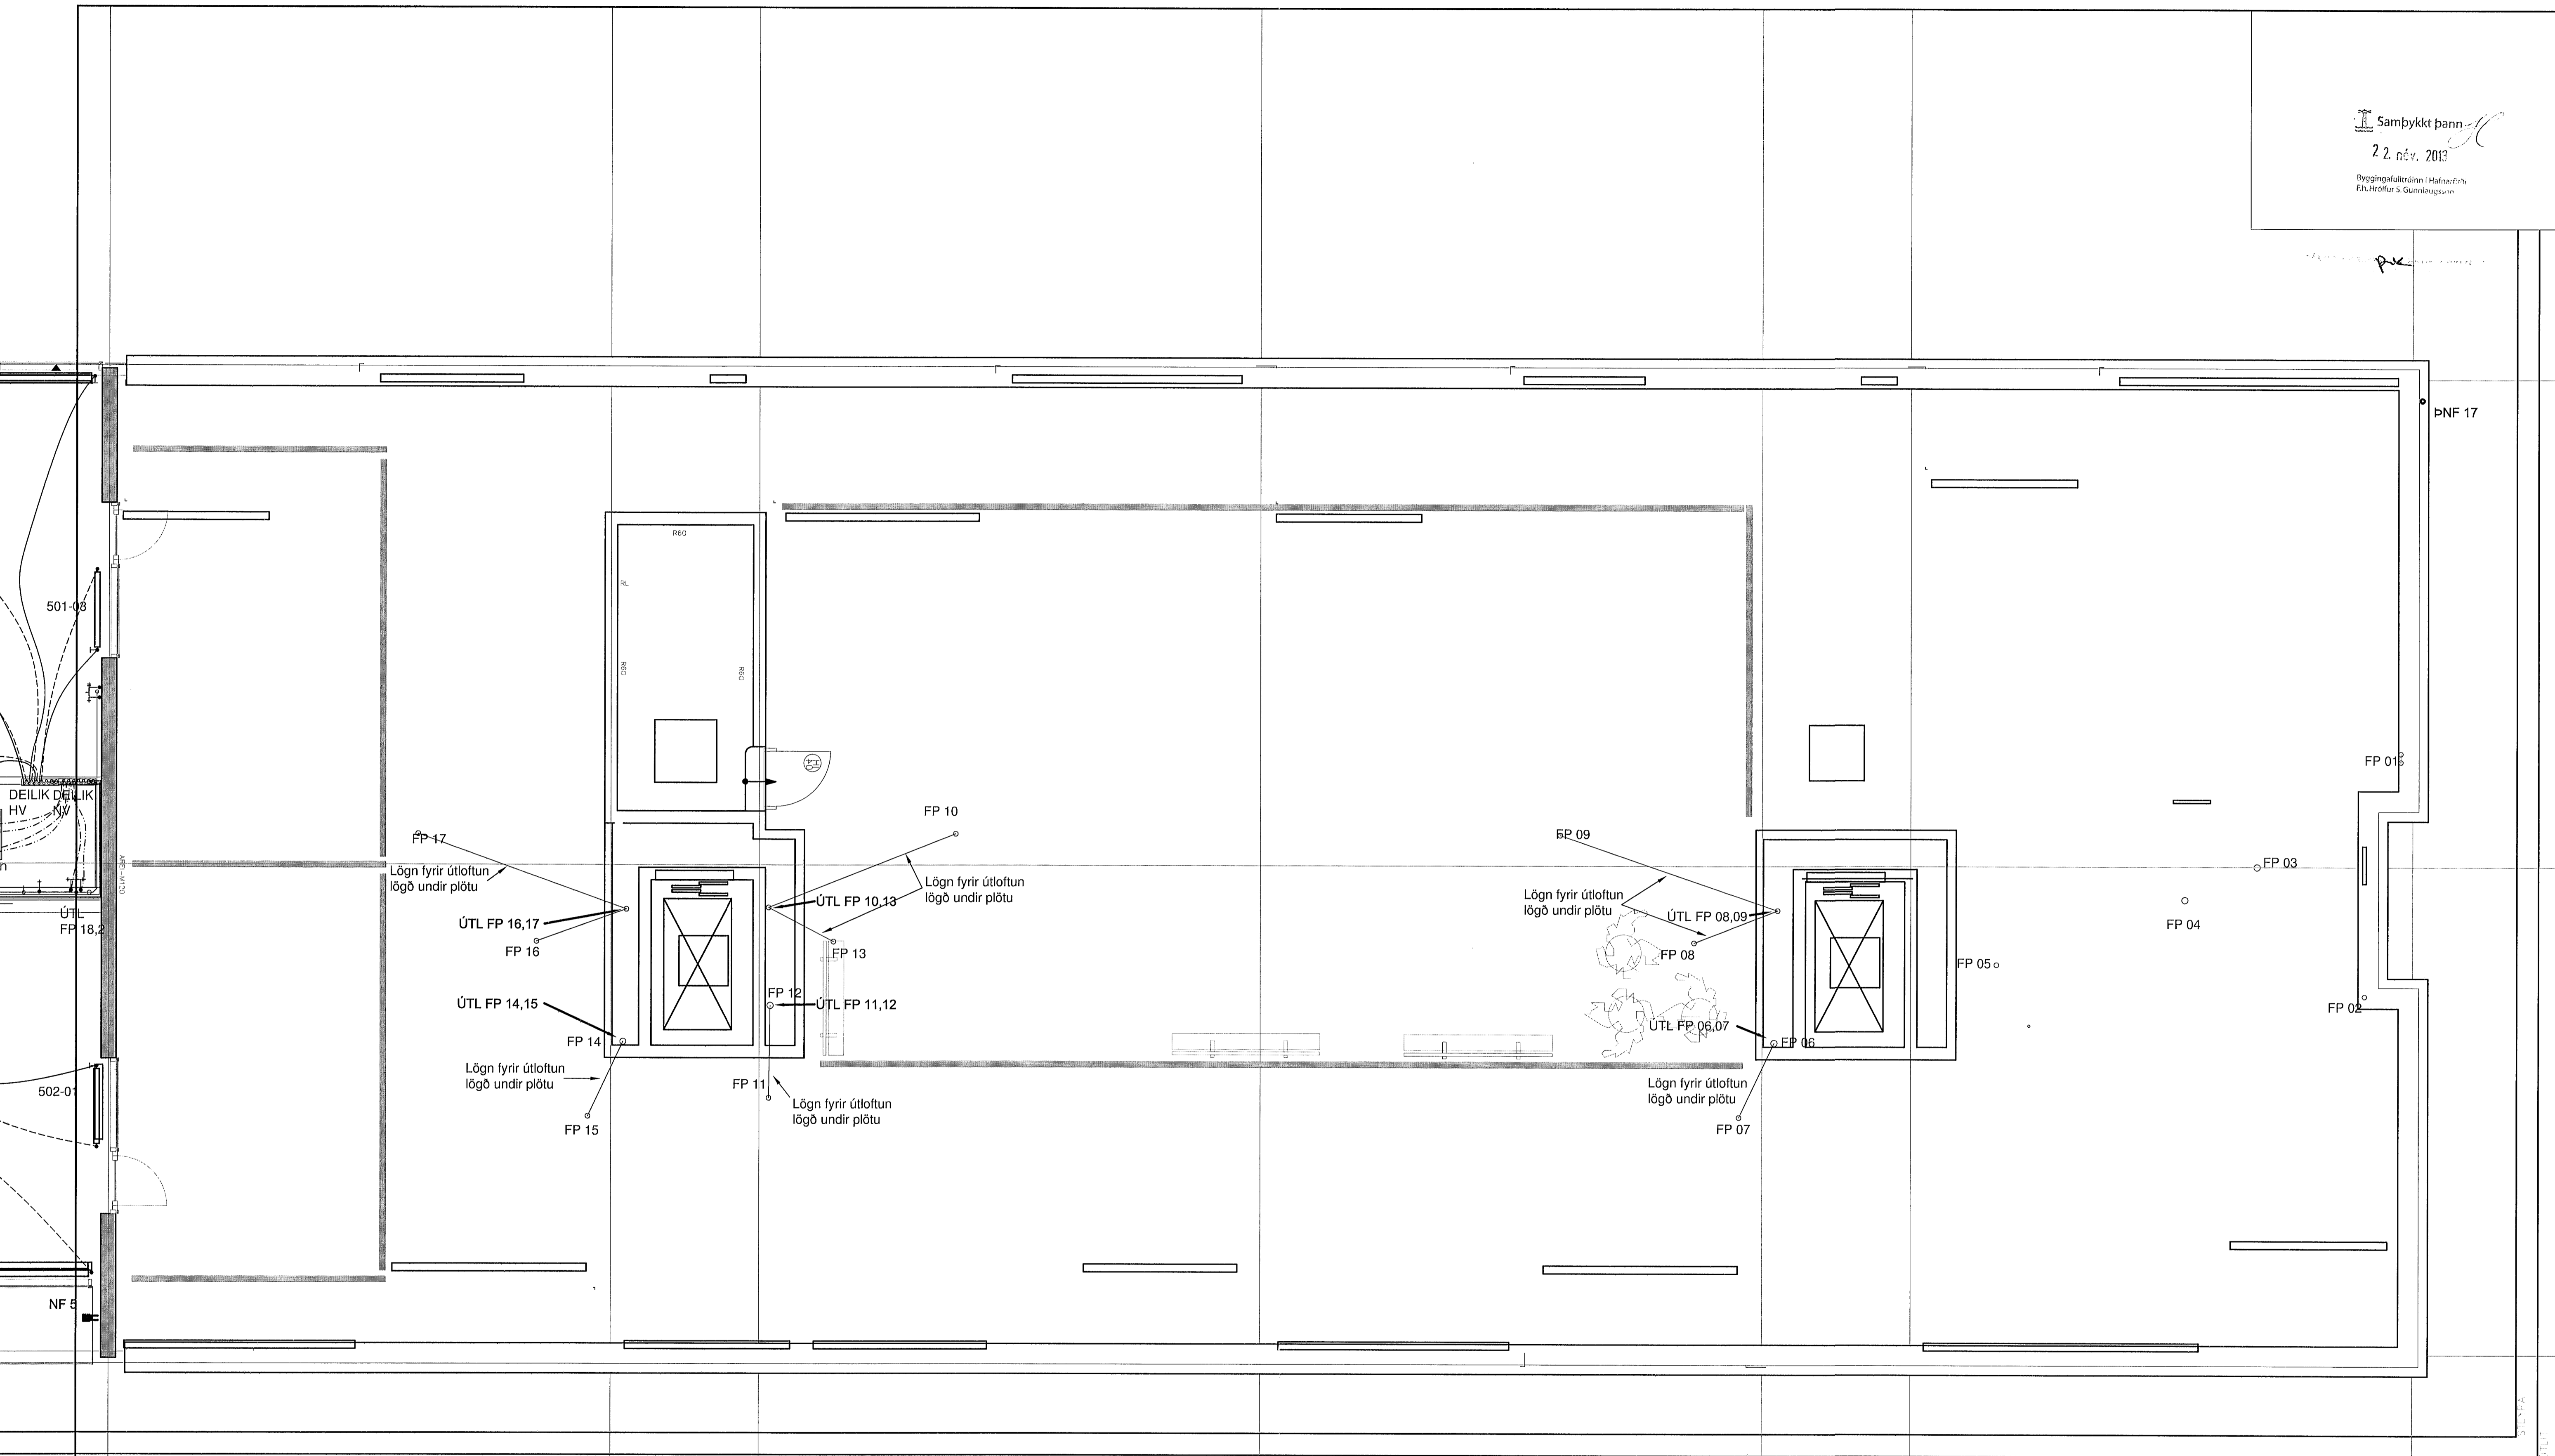 Samþykkt þann
22. nóv. 2013
Byggingafulltrúinn í Hafnarfirði
F.h. Hrólfur S. Gunnlaugsson
ÞNF 17
501-03
R60
RL
R60
R60
DEILIK DEILIK
HV NV
ÚTL
FP 18,2
FP 17
Lögn fyrir útloftun
lögð undir plötu
ÚTL FP 16,17
FP 16
FP 10
ÚTL FP 10,13
Lögn fyrir útloftun
lögð undir plötu
FP 13
FP 09
Lögn fyrir útloftun
lögð undir plötu
ÚTL FP 08,09
FP 08
FP 01
FP 03
FP 04
FP 05
FP 02
ÚTL FP 14,15
FP 14
FP 12
ÚTL FP 11,12
ÚTL FP 06,07
FP 06
502-01
Lögn fyrir útloftun
lögð undir plötu
FP 15
FP 11
Lögn fyrir útloftun
lögð undir plötu
Lögn fyrir útloftun
lögð undir plötu
FP 07
NF 5